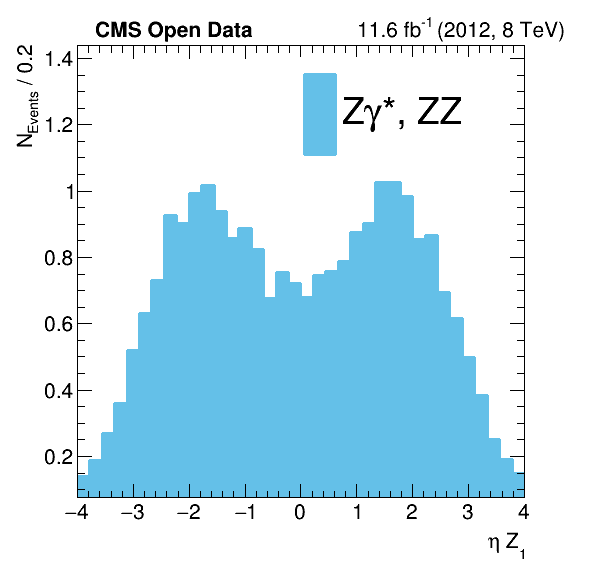 CMS Open Data 11.6 fb⁻¹ (2012, 8 TeV)
N_Events / 0.2
Zγ*, ZZ
1.4
1.2
1
0.8
0.6
0.4
0.2
−4 −3 −2 −1 0 1 2 3 4
η Z₁